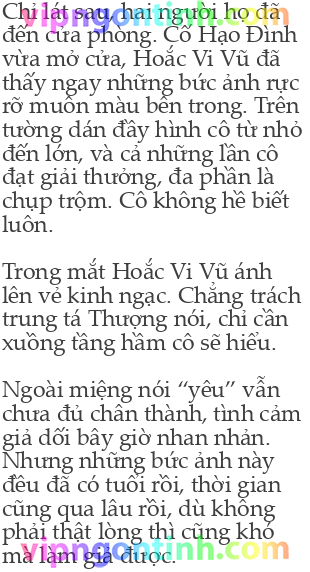 vipngontinh.com
Chỉ lát sau, hai người họ đã
đến cửa phòng. Cố Hạo Đình
vừa mở cửa, Hoắc Vi Vũ đã
thấy ngay những bức ảnh rực
rỡ muôn màu bên trong. Trên
tường dán đầy hình cô từ nhỏ
đến lớn, và cả những lần cô
đạt giải thưởng, đa phần là
chụp trộm. Cô không hề biết
luôn.
Trong mắt Hoắc Vi Vũ ánh
lên vẻ kinh ngạc. Chẳng trách
trung tá Thượng nói, chỉ cần
xuống tầng hầm cô sẽ hiểu.
Ngoài miệng nói “yêu” vẫn
chưa đủ chân thành, tình cảm
giả dối bây giờ nhan nhản.
Nhưng những bức ảnh này
đều đã có tuổi rồi, thời gian
cũng qua lâu rồi, dù không
phải thật lòng thì cũng khó
mà làm giả được.
vipngontinh.com